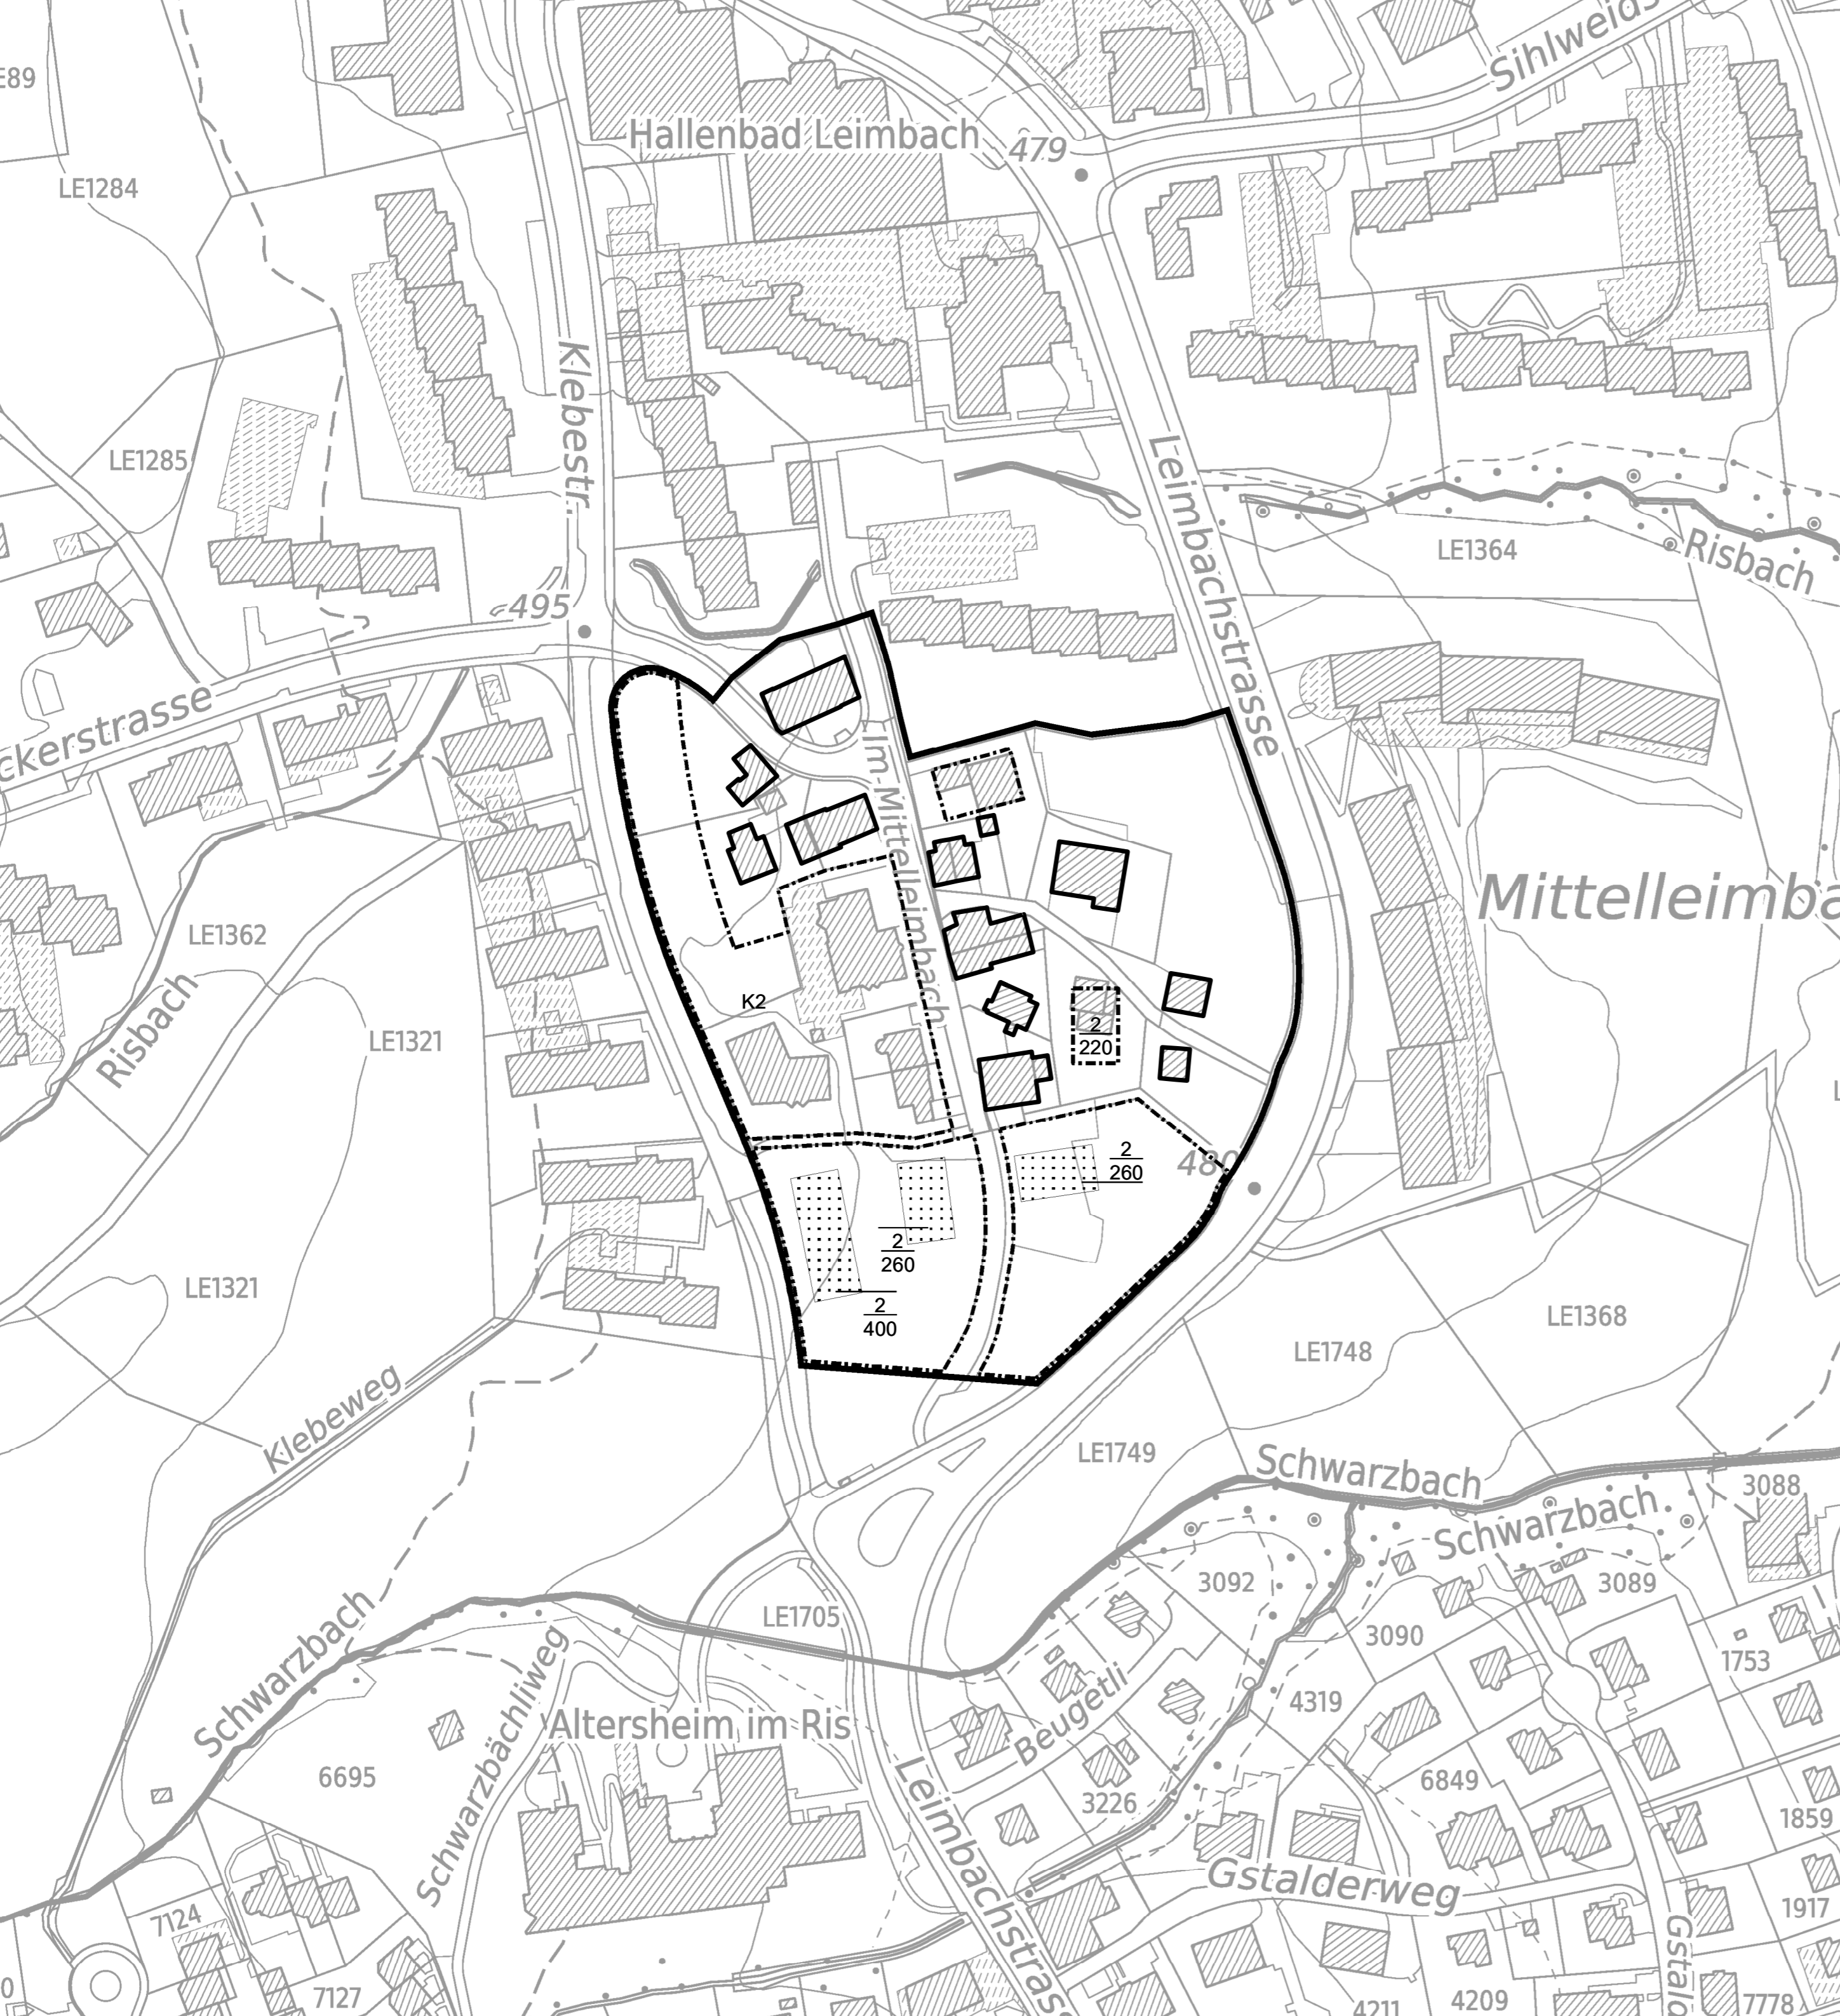 Sihlweids
E89
Hallenbad Leimbach
479
LE1284
Klebestr.
LE1285
Leimbachstrasse
LE1364
Risbach
495
ckerstrasse
Im Mittelleimbach
Mittelleimba
LE1362
Risbach
K2
LE1321
2
220
2
260
480
2
260
LE1321
2
400
LE1368
LE1748
Klebeweg
LE1749
Schwarzbach
3088
Schwarzbach
3092
3089
LE1705
Schwarzbach
3090
1753
Schwarzbächliweg
Beugetli
4319
Altersheim im Ris
6695
6849
3226
1859
Leimbachstrass
Gstalderweg
7124
1917
Gstald
0
7127
4211
4209
7778